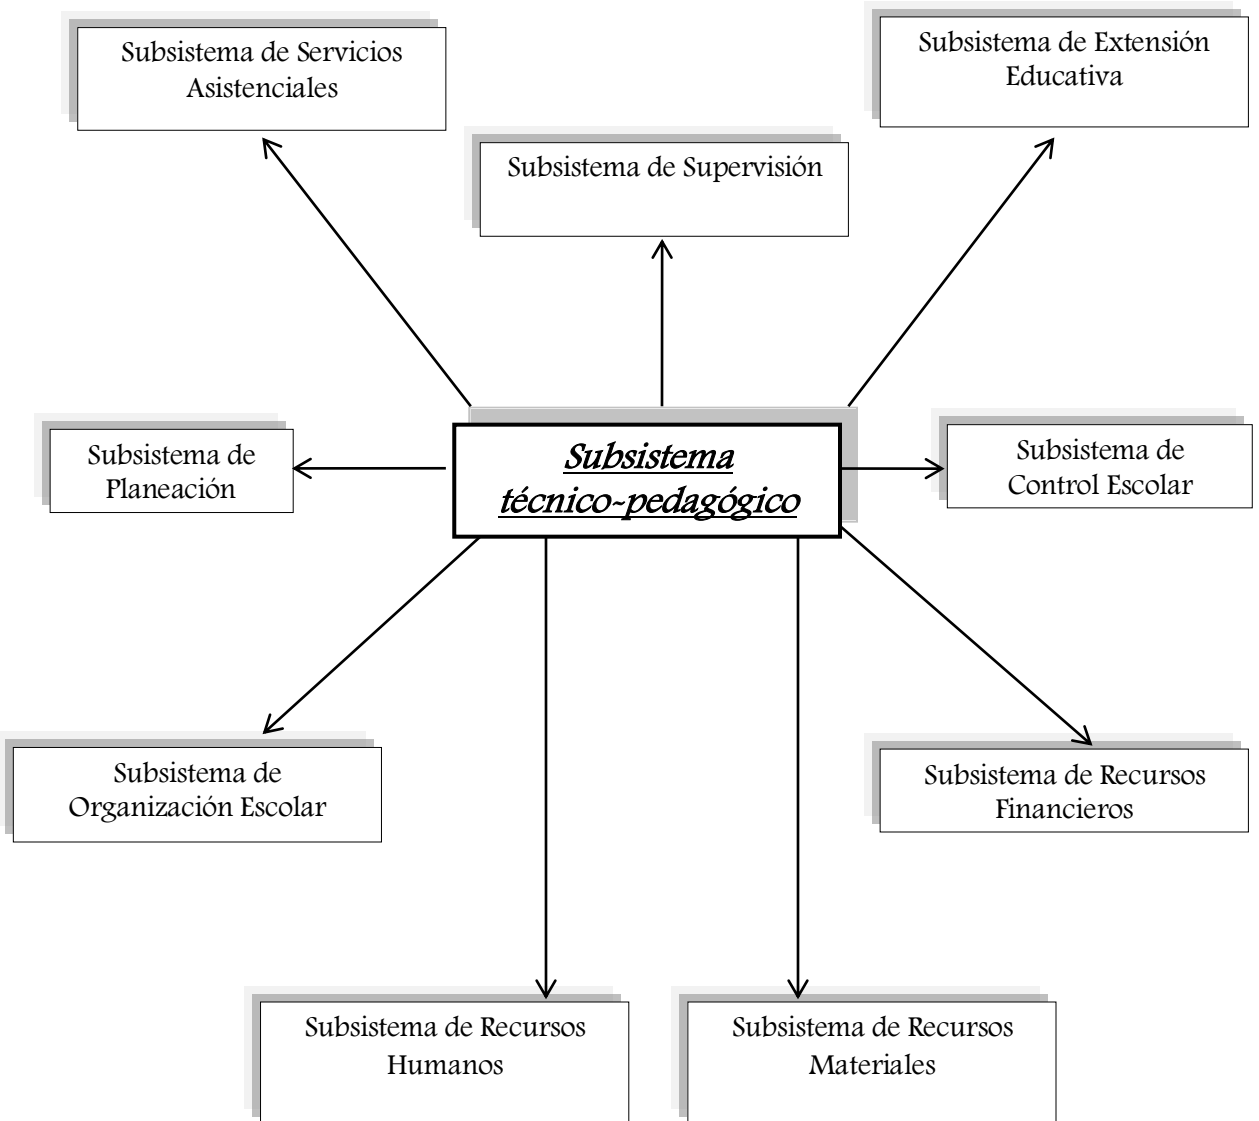 Subsistema de Servicios
Asistenciales
Subsistema de Extensión
Educativa
Subsistema de Supervisión
Subsistema de
Planeación
Subsistema
técnico-pedagógico
Subsistema de
Control Escolar
Subsistema de
Organización Escolar
Subsistema de Recursos
Financieros
Subsistema de Recursos
Humanos
Subsistema de Recursos
Materiales